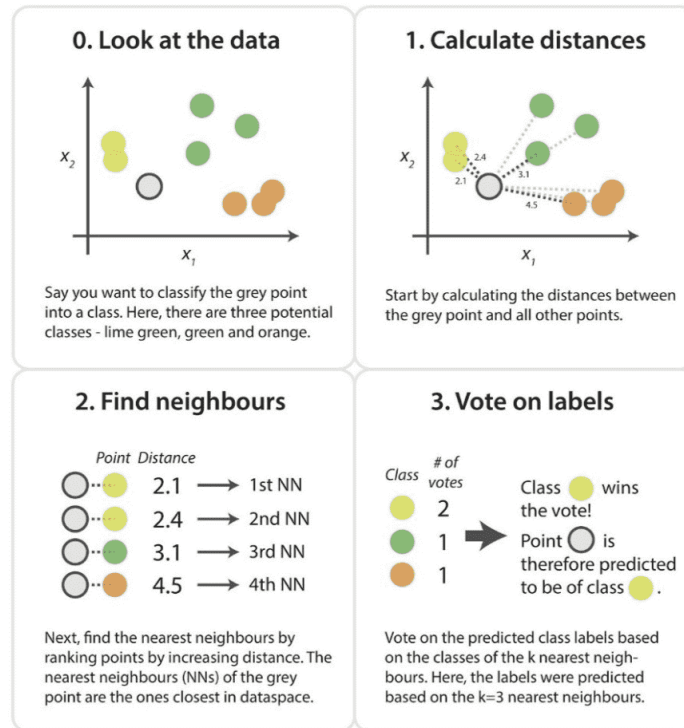 0. Look at the data
X2
X1
Say you want to classify the grey point
into a class. Here, there are three potential
classes - lime green, green and orange.
1. Calculate distances
X2
2.4
2.1
3.1
4.5
X1
Start by calculating the distances between
the grey point and all other points.
2. Find neighbours
Point Distance
2.1 → 1st NN
2.4 → 2nd NN
3.1 → 3rd NN
4.5 → 4th NN
Next, find the nearest neighbours by
ranking points by increasing distance. The
nearest neighbours (NNs) of the grey
point are the ones closest in dataspace.
3. Vote on labels
Class # of
votes
2
1
1
Class wins
the vote!
Point is
therefore predicted
to be of class .
Vote on the predicted class labels based
on the classes of the k nearest neigh-
bours. Here, the labels were predicted
based on the k=3 nearest neighbours.